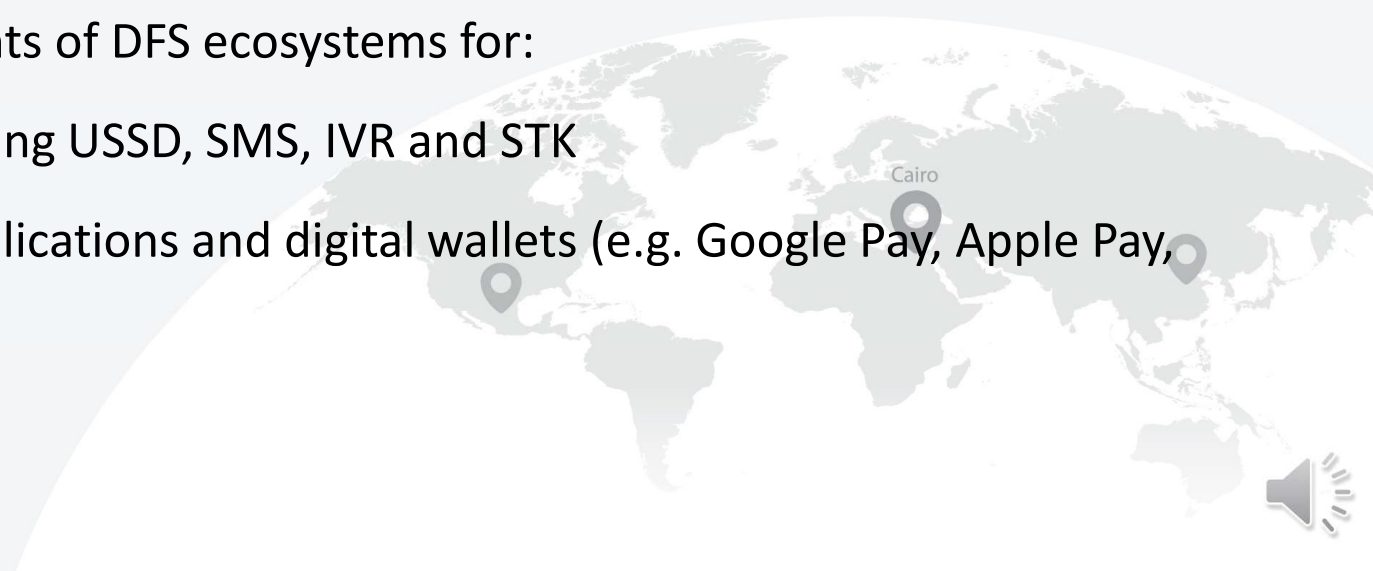 ts of DFS ecosystems for:
ng USSD, SMS, IVR and STK
Cairo
lications and digital wallets (e.g. Google Pay, Apple Pay,